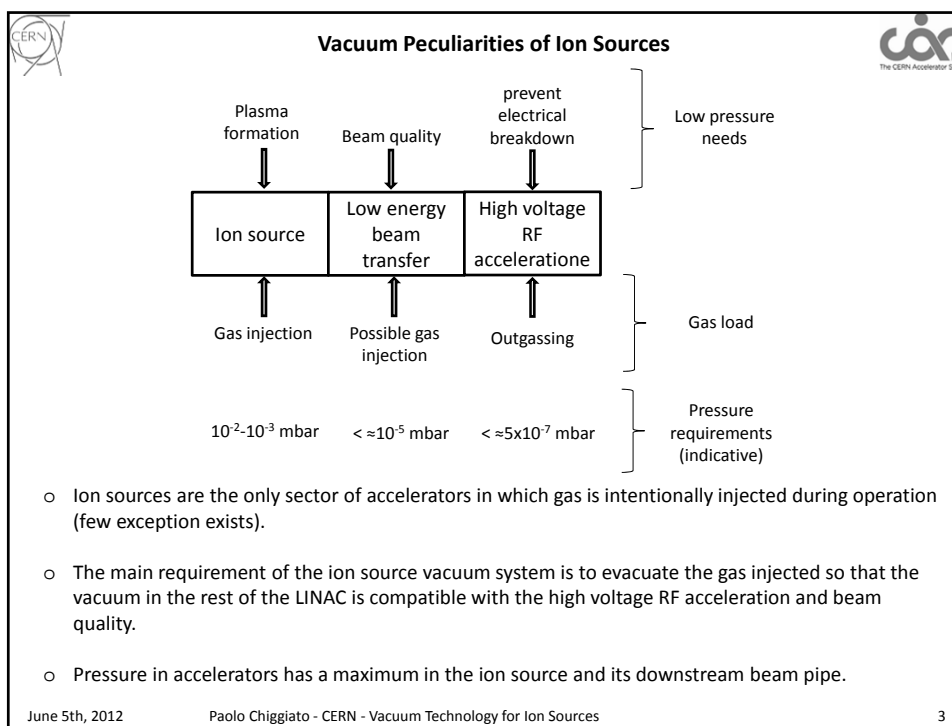 CERN
Vacuum Peculiarities of Ion Sources
The CERN Accelerator S
Plasma
formation
Beam quality
prevent
electrical
breakdown
Low pressure
needs
Ion source
Low energy
beam
transfer
High voltage
RF
acceleratione
Gas injection
Possible gas
injection
Outgassing
Gas load
10⁻²-10⁻³ mbar
< ≈10⁻⁵ mbar
< ≈5x10⁻⁷ mbar
Pressure
requirements
(indicative)
o Ion sources are the only sector of accelerators in which gas is intentionally injected during operation
(few exception exists).
o The main requirement of the ion source vacuum system is to evacuate the gas injected so that the
vacuum in the rest of the LINAC is compatible with the high voltage RF acceleration and beam
quality.
o Pressure in accelerators has a maximum in the ion source and its downstream beam pipe.
June 5th, 2012 Paolo Chiggiato - CERN - Vacuum Technology for Ion Sources 3